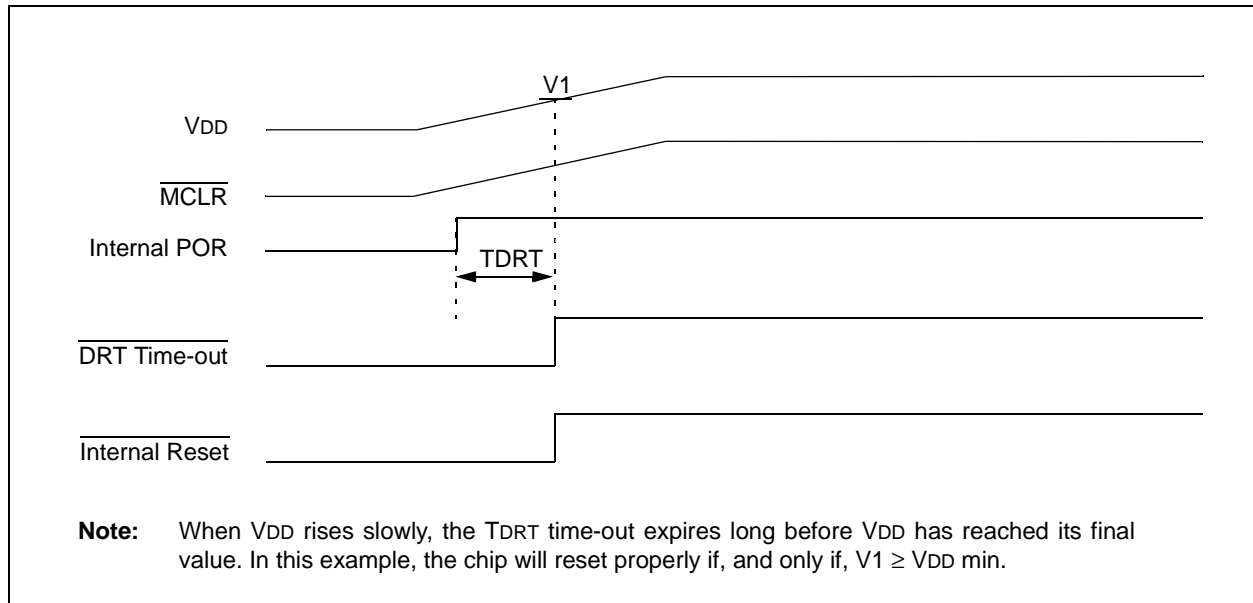 V1
VDD
MCLR
Internal POR
TDRT
DRT Time-out
Internal Reset
Note: When VDD rises slowly, the TDRT time-out expires long before VDD has reached its final
value. In this example, the chip will reset properly if, and only if, V1 ≥ VDD min.